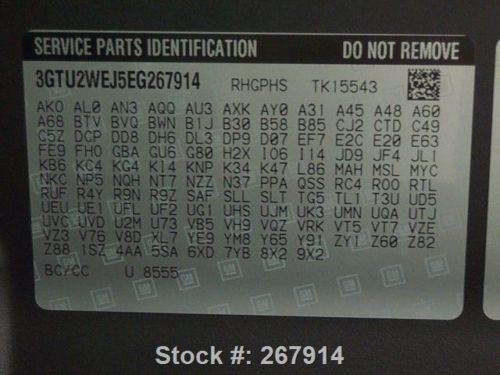 SERVICE PARTS IDENTIFICATION DO NOT REMOVE
3GTU2WEJ5EG267914 RHGPHS TK15543
AKO AL0 AN3 AQQ AU3 AXK AY0 A31 A45 A48 A60
A68 BTV BVQ BWN B1J B30 B58 B85 CJ2 CTD C49
C5Z DCP DD8 DH6 DL3 DP9 D07 EF7 E2C E20 E63
FE9 FHO GBA GU6 G80 H2X I06 I14 JD9 JF4 JL1
KB6 KC4 KG4 K14 KNP K34 K47 L86 MAH MSL MYC
NKC NP5 NQH NT7 NZZ N37 PPA QSS RC4 R00 RTL
RUF R4Y R9N R9Z SAF SLL SLT TG5 TL1 T3U UD5
UEU UE1 UFL UF2 UG1 UHS UJM UK3 UMN UQA UTJ
UVC UVD U2M U73 VB5 VH9 VQZ VRK VT5 VT7 VZE
VZ3 V76 V8D XL7 YE9 YM8 Y65 Y91 ZY1 Z60 Z82
Z88 1SZ 4AA 5SA 6XD 7YB 8X2 9X2
BC/CC U 8555
GM
Stock #: 267914